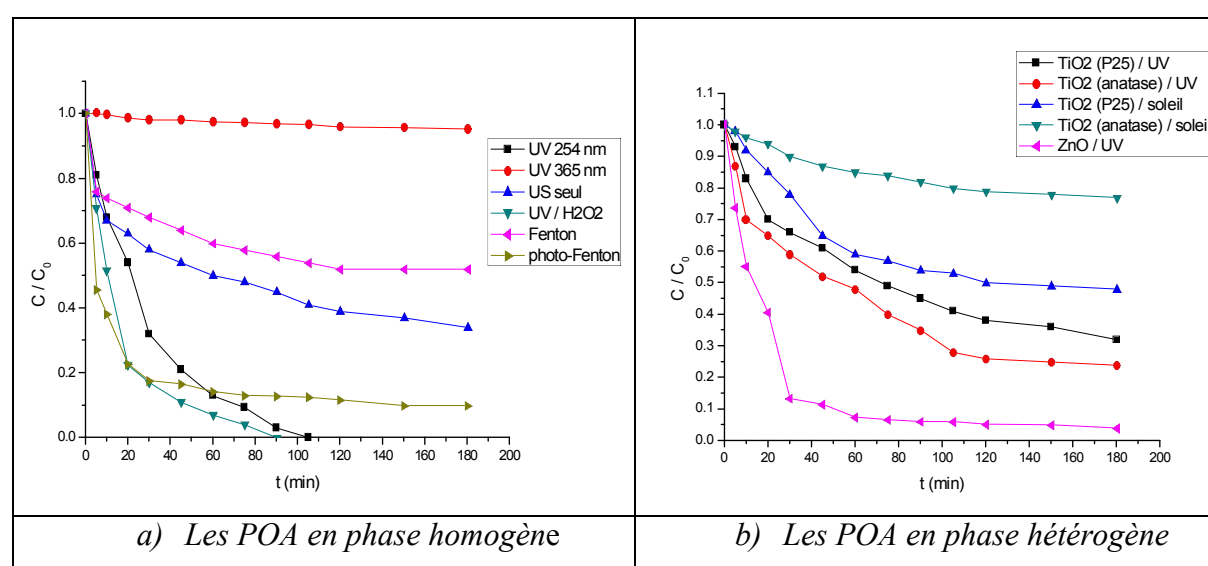 1.0
0.8
0.6
0.4
0.2
0.0
C / C0
0 20 40 60 80 100 120 140 160 180 200
t (min)
UV 254 nm
UV 365 nm
US seul
UV / H2O2
Fenton
photo-Fenton
1.1
1.0
0.9
0.8
0.7
0.6
0.5
0.4
0.3
0.2
0.1
0.0
C / C0
0 20 40 60 80 100 120 140 160 180 200
t (min)
TiO2 (P25) / UV
TiO2 (anatase) / UV
TiO2 (P25) / soleil
TiO2 (anatase) / solei
ZnO / UV
a) Les POA en phase homogène
b) Les POA en phase hétérogène